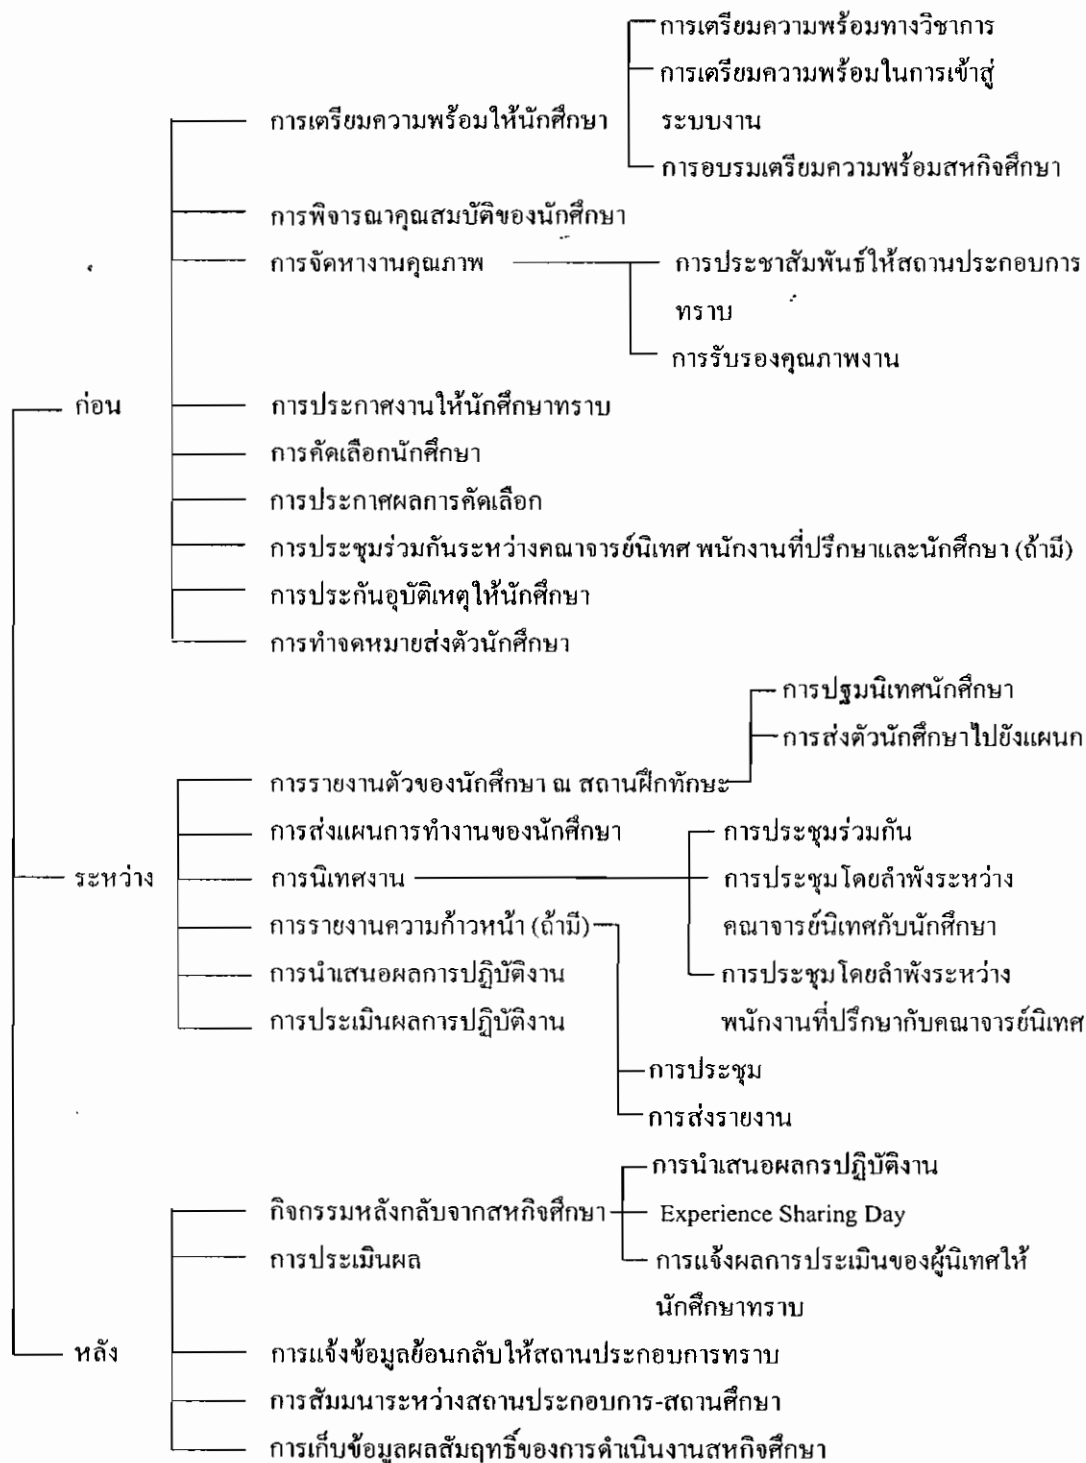 การเตรียมความพร้อมทางวิชาการ
การเตรียมความพร้อมในการเข้าสู่
ระบบงาน
การเตรียมความพร้อมให้นักศึกษา
การอบรมเตรียมความพร้อมสหกิจศึกษา
การพิจารณาคุณสมบัติของนักศึกษา
การจัดหางานคุณภาพ
การประชาสัมพันธ์ให้สถานประกอบการ
ทราบ
การรับรองคุณภาพงาน
ก่อน
การประกาศงานให้นักศึกษาทราบ
การคัดเลือกนักศึกษา
การประกาศผลการคัดเลือก
การประชุมร่วมกันระหว่างคณาจารย์นิเทศ พนักงานที่ปรึกษาและนักศึกษา (ถ้ามี)
การประกันอุบัติเหตุให้นักศึกษา
การทำจดหมายส่งตัวนักศึกษา
การปฐมนิเทศนักศึกษา
การส่งตัวนักศึกษาไปยังแผนก
การรายงานตัวของนักศึกษา ณ สถานฝึกทักษะ
การส่งแผนการทำงานของนักศึกษา
การประชุมร่วมกัน
ระหว่าง
การนิเทศงาน
การประชุมโดยลำพังระหว่าง
คณาจารย์นิเทศกับนักศึกษา
การรายงานความก้าวหน้า (ถ้ามี)
การนำเสนอผลการปฏิบัติงาน
การประชุมโดยลำพังระหว่าง
พนักงานที่ปรึกษากับคณาจารย์นิเทศ
การประเมินผลการปฏิบัติงาน
การประชุม
การส่งรายงาน
การนำเสนอผลกรปฏิบัติงาน
กิจกรรมหลังกลับจากสหกิจศึกษา
Experience Sharing Day
การประเมินผล
การแจ้งผลการประเมินของผู้นิเทศให้
นักศึกษาทราบ
หลัง
การแจ้งข้อมูลย้อนกลับให้สถานประกอบการทราบ
การสัมมนาระหว่างสถานประกอบการ-สถานศึกษา
การเก็บข้อมูลผลสัมฤทธิ์ของการดำเนินงานสหกิจศึกษา